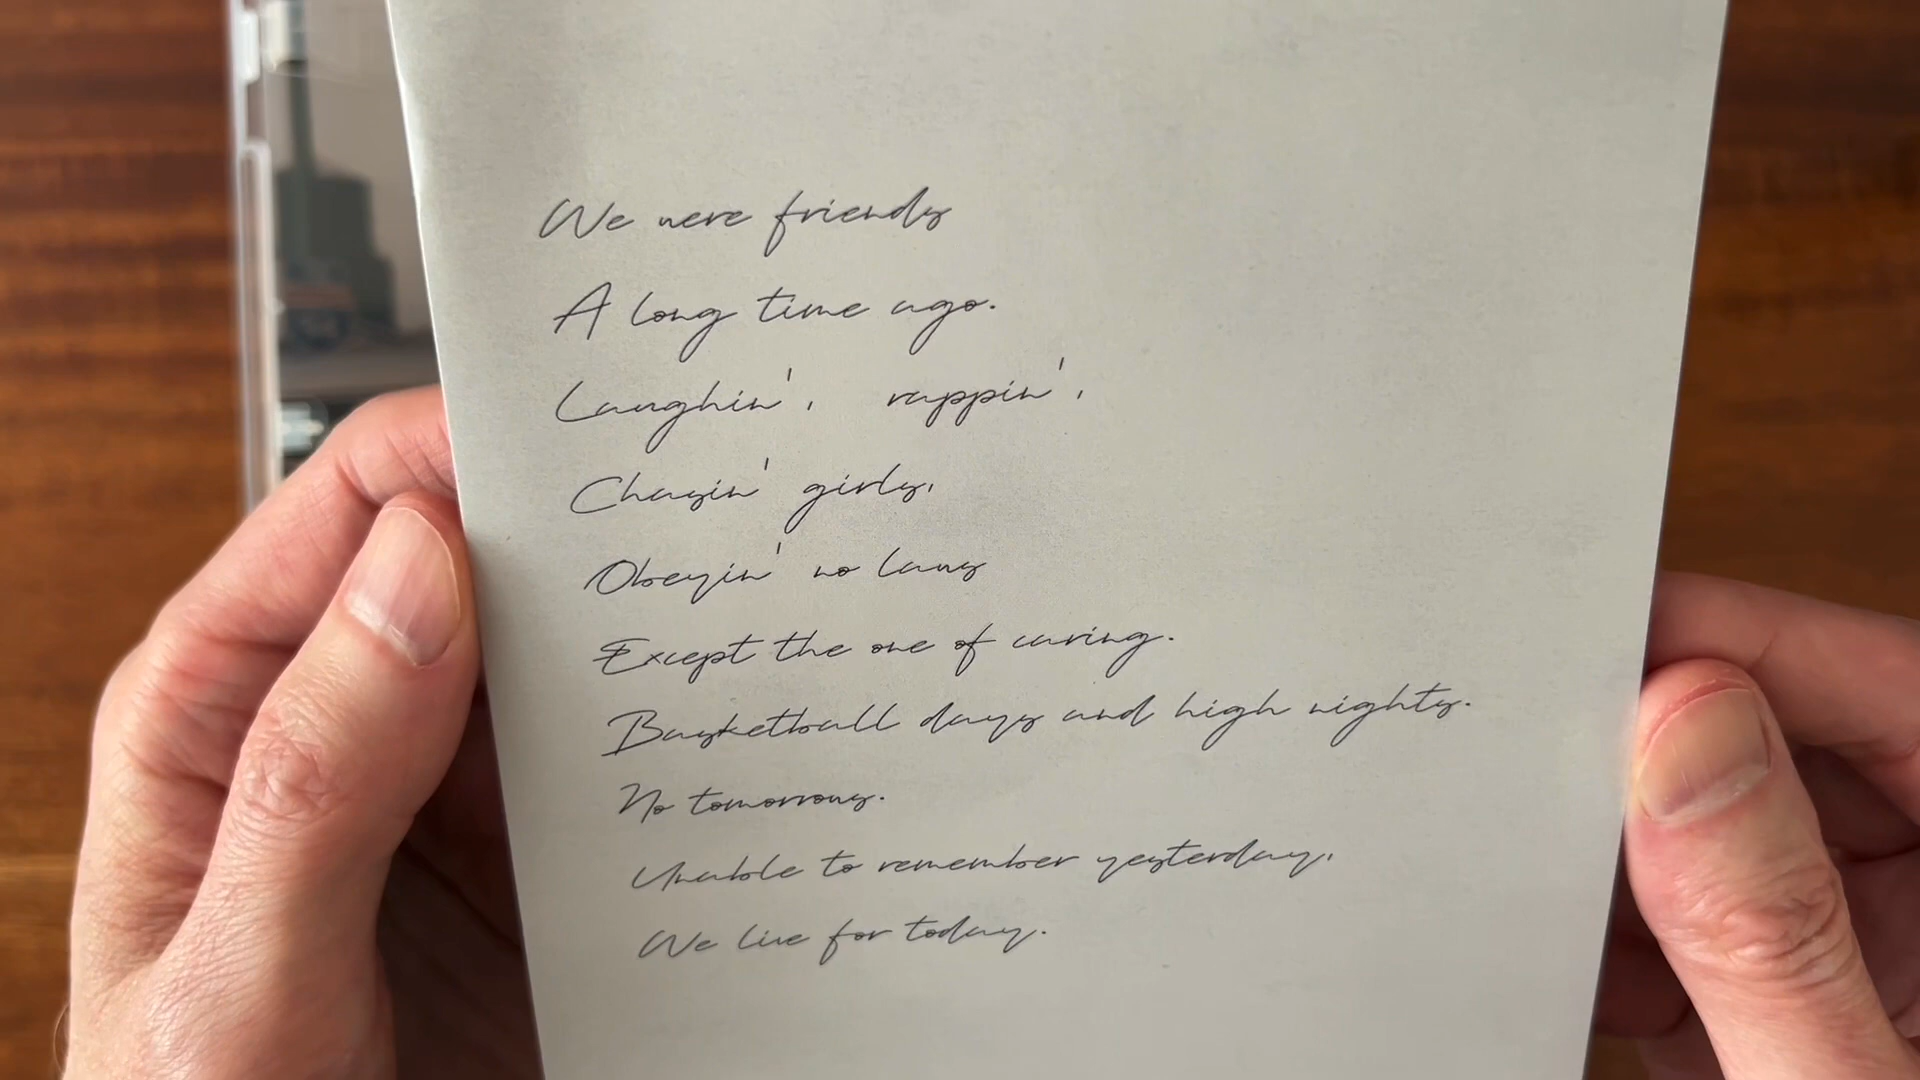 We were friends
A long time ago.
Laughin', rappin',
Chasin' girls,
Obeyin' no laws
Except the one of caring.
Basketball days and high nights.
No tomorrows.
Unable to remember yesterday,
We live for today.